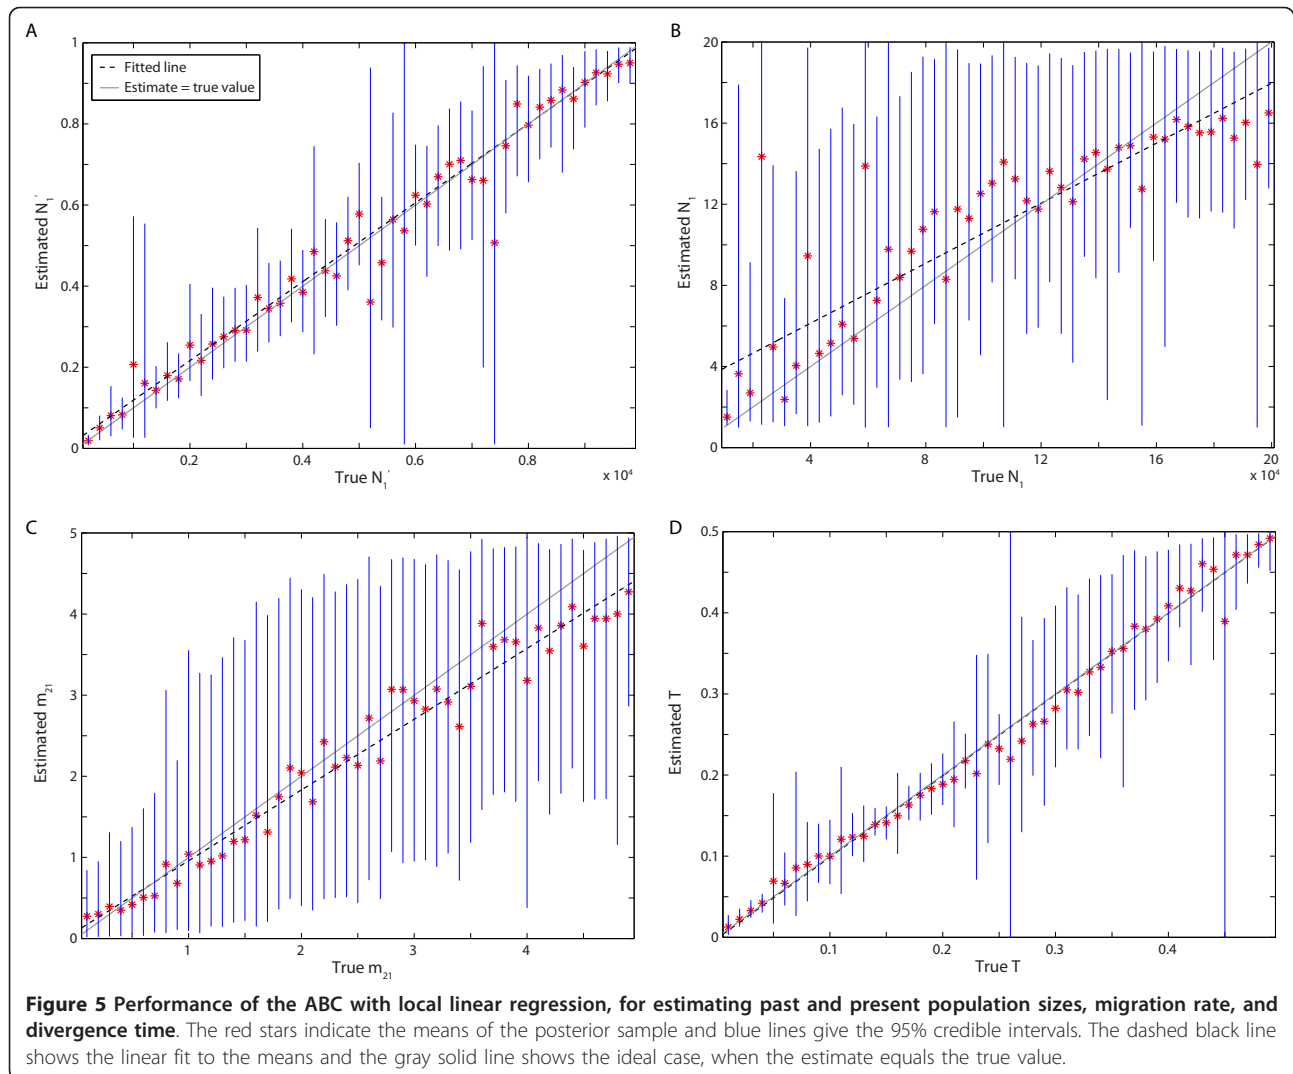 A
1
0.8
0.6
0.4
0.2
0
Estimated N₁′
Fitted line
Estimate = true value
0.2
0.4
0.6
0.8
1
True N₁′
x 10⁴
B
20
16
12
8
4
0
Estimated N₁
4
8
12
16
20
True N₁
x 10⁴
C
5
4
3
2
1
0
Estimated m₂₁
1
2
3
4
True m₂₁
D
0.5
0.4
0.3
0.2
0.1
0
Estimated T
0.1
0.2
0.3
0.4
True T
Figure 5 Performance of the ABC with local linear regression, for estimating past and present population sizes, migration rate, and
divergence time. The red stars indicate the means of the posterior sample and blue lines give the 95% credible intervals. The dashed black line
shows the linear fit to the means and the gray solid line shows the ideal case, when the estimate equals the true value.